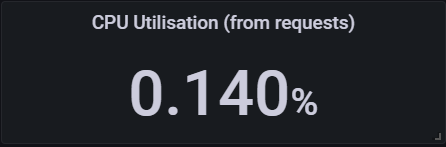 CPU Utilisation (from requests)
0.140%